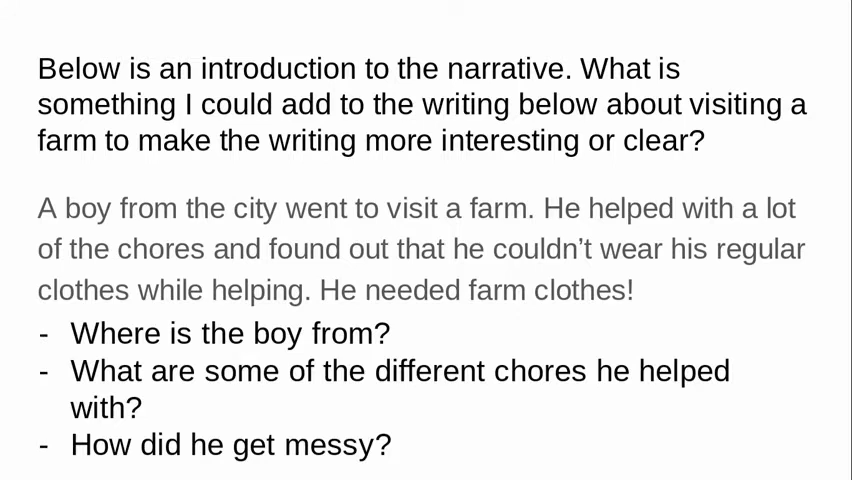 Below is an introduction to the narrative. What is
something I could add to the writing below about visiting a
farm to make the writing more interesting or clear?
A boy from the city went to visit a farm. He helped with a lot
of the chores and found out that he couldn’t wear his regular
clothes while helping. He needed farm clothes!
- Where is the boy from?
- What are some of the different chores he helped
with?
- How did he get messy?